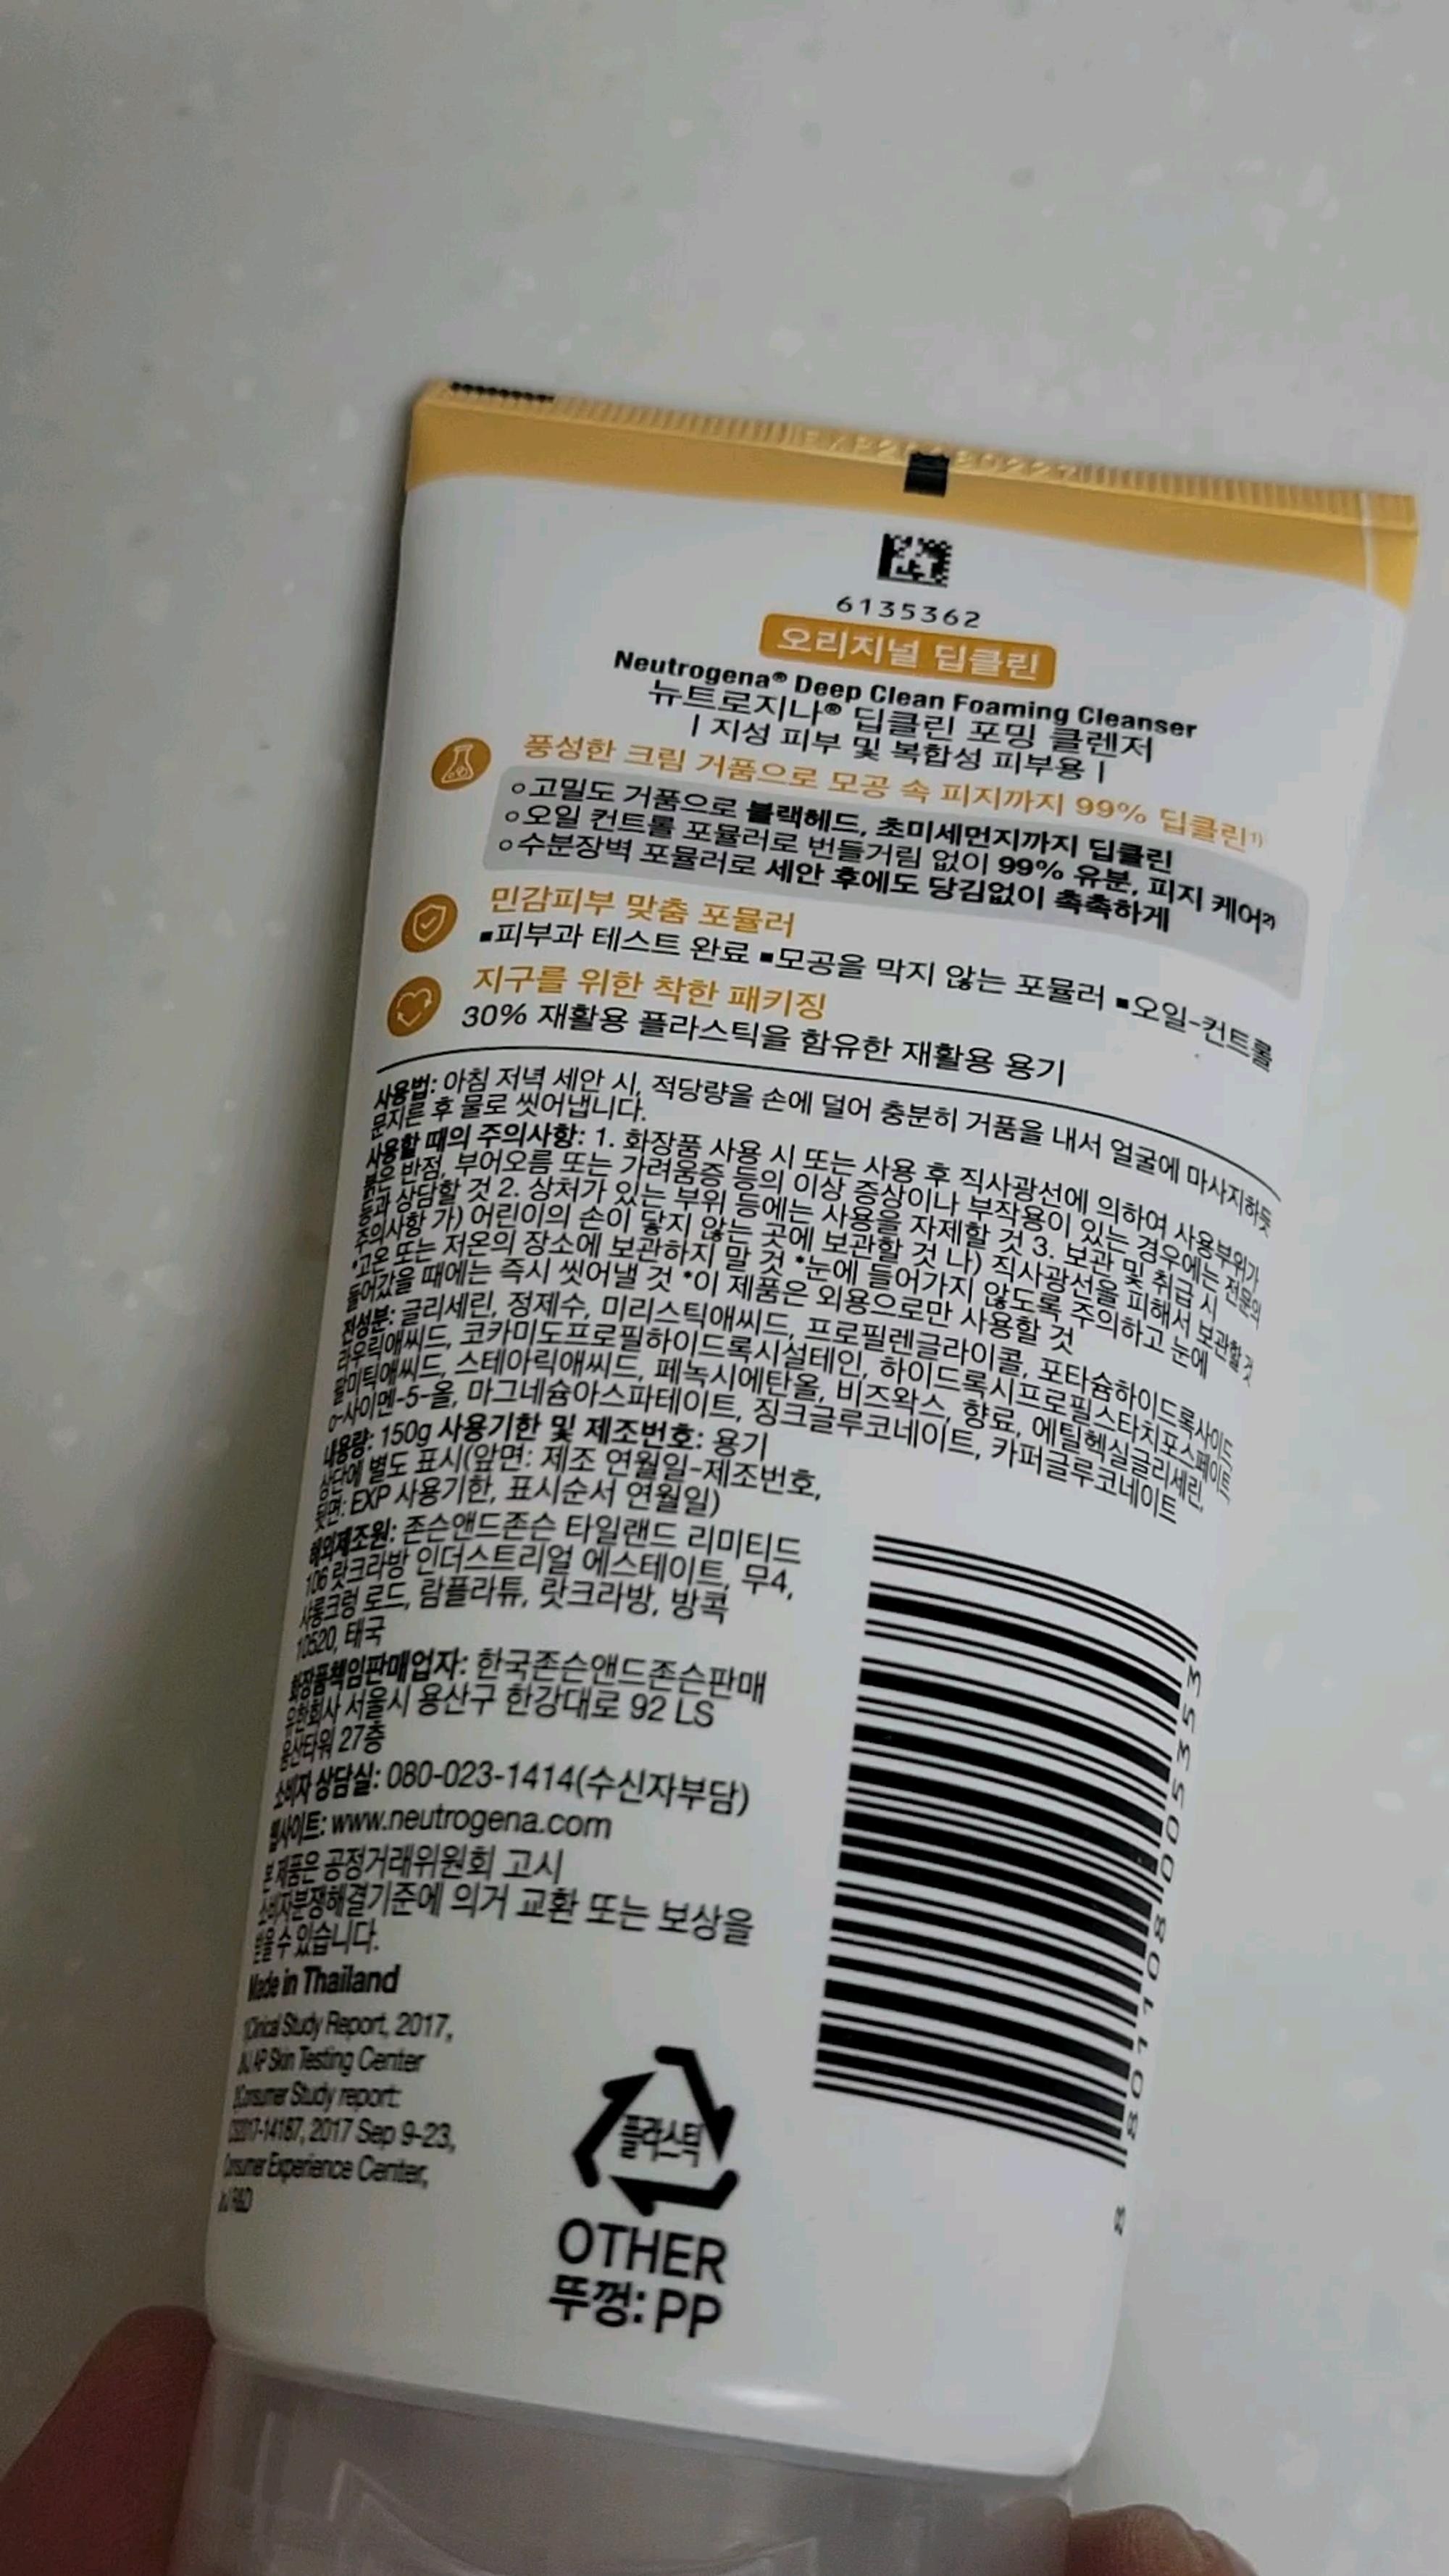 6135362
오리지널 딥클린
Neutrogena® Deep Clean Foaming Cleanser
뉴트로지나® 딥클린 포밍 클렌저
| 지성 피부 및 복합성 피부용 |
풍성한 크림 거품으로 모공 속 피지까지 99% 딥클린¹⁾
○고밀도 거품으로 블랙헤드, 초미세먼지까지 딥클린
○오일 컨트롤 포뮬러로 번들거림 없이 99% 유분, 피지 케어²⁾
○수분장벽 포뮬러로 세안 후에도 당김없이 촉촉하게
민감피부 맞춤 포뮬러
▪피부과 테스트 완료 ▪모공을 막지 않는 포뮬러 ▪오일-컨트롤
지구를 위한 착한 패키징
30% 재활용 플라스틱을 함유한 재활용 용기
사용법: 아침 저녁 세안 시, 적당량을 손에 덜어 충분히 거품을 내서 얼굴에 마사지하듯
문지른 후 물로 씻어냅니다.
사용할 때의 주의사항: 1. 화장품 사용 시 또는 사용 후 직사광선에 의하여 사용부위가
붉은 반점, 부어오름 또는 가려움증 등의 이상 증상이나 부작용이 있는 경우에는 전문의
등과 상담할 것 2. 상처가 있는 부위 등에는 사용을 자제할 것 3. 보관 및 취급 시
주의사항 가) 어린이의 손이 닿지 않는 곳에 보관할 것 나) 직사광선을 피해서 보관할 것
*고온 또는 저온의 장소에 보관하지 말 것 *눈에 들어가지 않도록 주의하고 눈에
들어갔을 때에는 즉시 씻어낼 것 *이 제품은 외용으로만 사용할 것
전성분: 글리세린, 정제수, 미리스틱애씨드, 프로필렌글라이콜, 포타슘하이드록사이드,
라우릭애씨드, 코카미도프로필하이드록시설테인, 하이드록시프로필스타치포스페이트,
팔미틱애씨드, 스테아릭애씨드, 페녹시에탄올, 비즈왁스, 향료, 에틸헥실글리세린,
o-사이멘-5-올, 마그네슘아스파테이트, 징크글루코네이트, 카퍼글루코네이트
내용량: 150g 사용기한 및 제조번호: 용기
상단에 별도 표시(앞면: 제조 연월일-제조번호,
뒷면: EXP 사용기한, 표시순서 연월일)
해외제조원: 존슨앤드존슨 타일랜드 리미티드
106 랏크라방 인더스트리얼 에스테이트, 무4,
샤롱크렁 로드, 람플라튜, 랏크라방, 방콕
10520, 태국
화장품책임판매업자: 한국존슨앤드존슨판매
유한회사 서울시 용산구 한강대로 92 LS
용산타워 27층
소비자 상담실: 080-023-1414(수신자부담)
웹사이트: www.neutrogena.com
본 제품은 공정거래위원회 고시
소비자분쟁해결기준에 의거 교환 또는 보상을
받을 수 있습니다.
Made in Thailand
Clinical Study Report, 2017,
AP Skin Testing Center
Consumer Study report:
2017 Sep 9-23,
Consumer Experience Center,
플라스틱
OTHER
뚜껑: PP
8 801108 005353